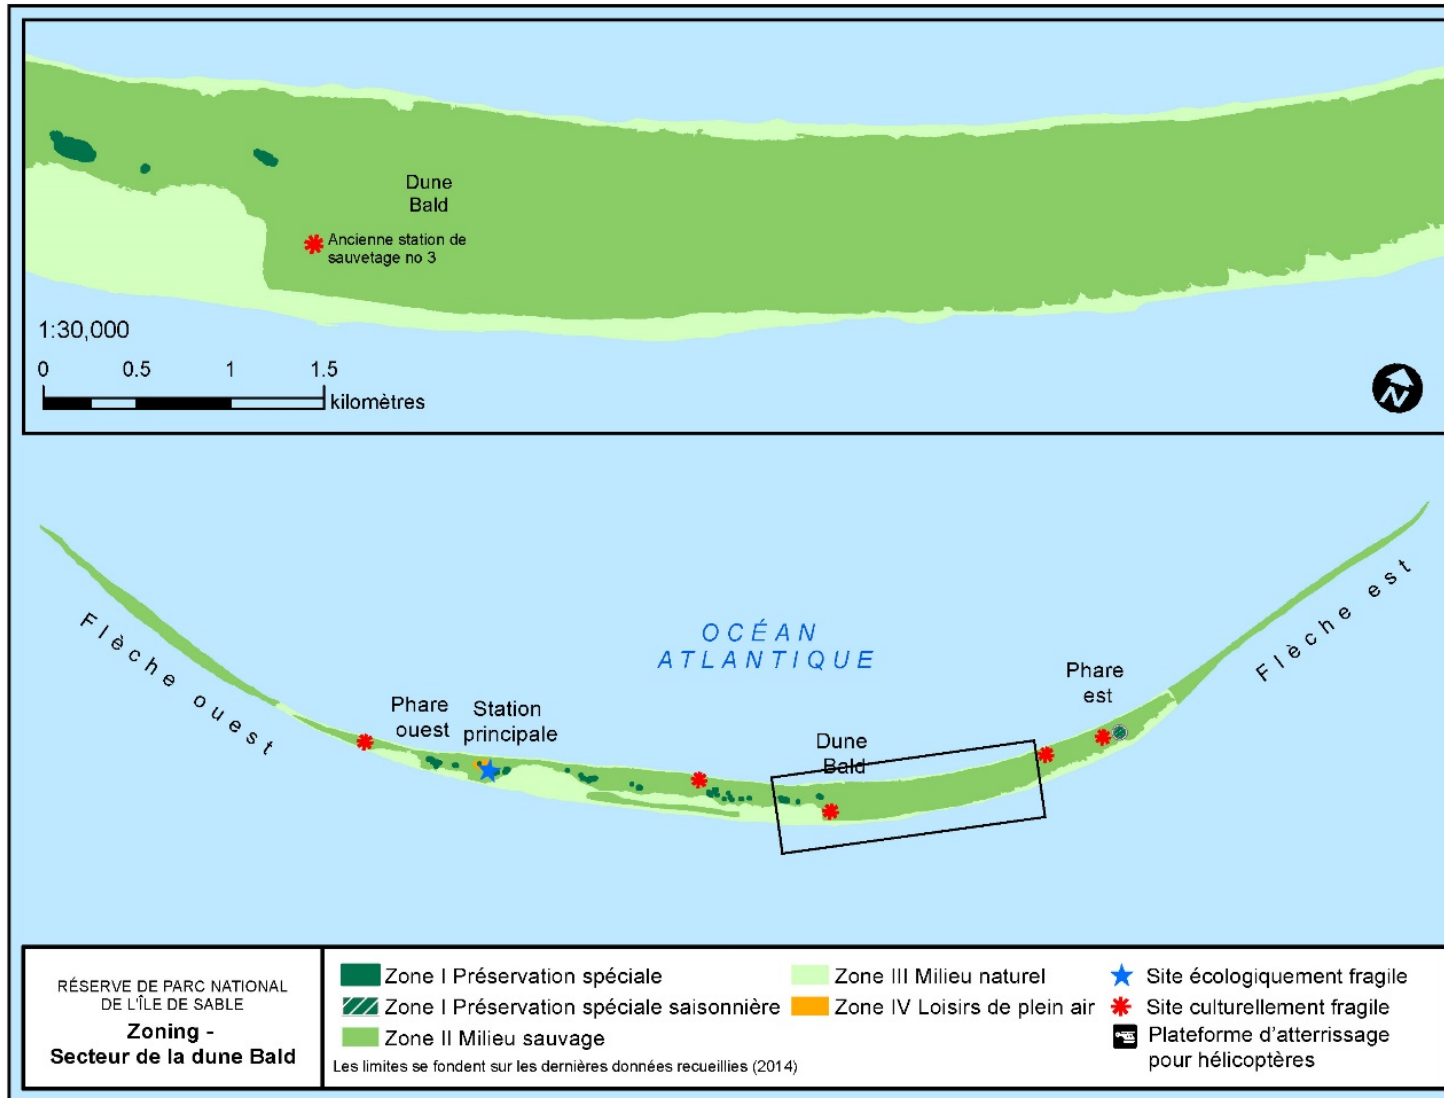 Dune
Bald
Ancienne station de
sauvetage no 3
1:30,000
0 0.5 1 1.5
kilomètres
N
Flèche ouest
Phare
ouest
Station
principale
OCÉAN
ATLANTIQUE
Dune
Bald
Phare
est
Flèche est
RÉSERVE DE PARC NATIONAL
DE L'ÎLE DE SABLE
Zoning -
Secteur de la dune Bald
Zone I Préservation spéciale
Zone I Préservation spéciale saisonnière
Zone II Milieu sauvage
Zone III Milieu naturel
Zone IV Loisirs de plein air
Site écologiquement fragile
Site culturellement fragile
Plateforme d'atterrissage
pour hélicoptères
Les limites se fondent sur les dernières données recueillies (2014)